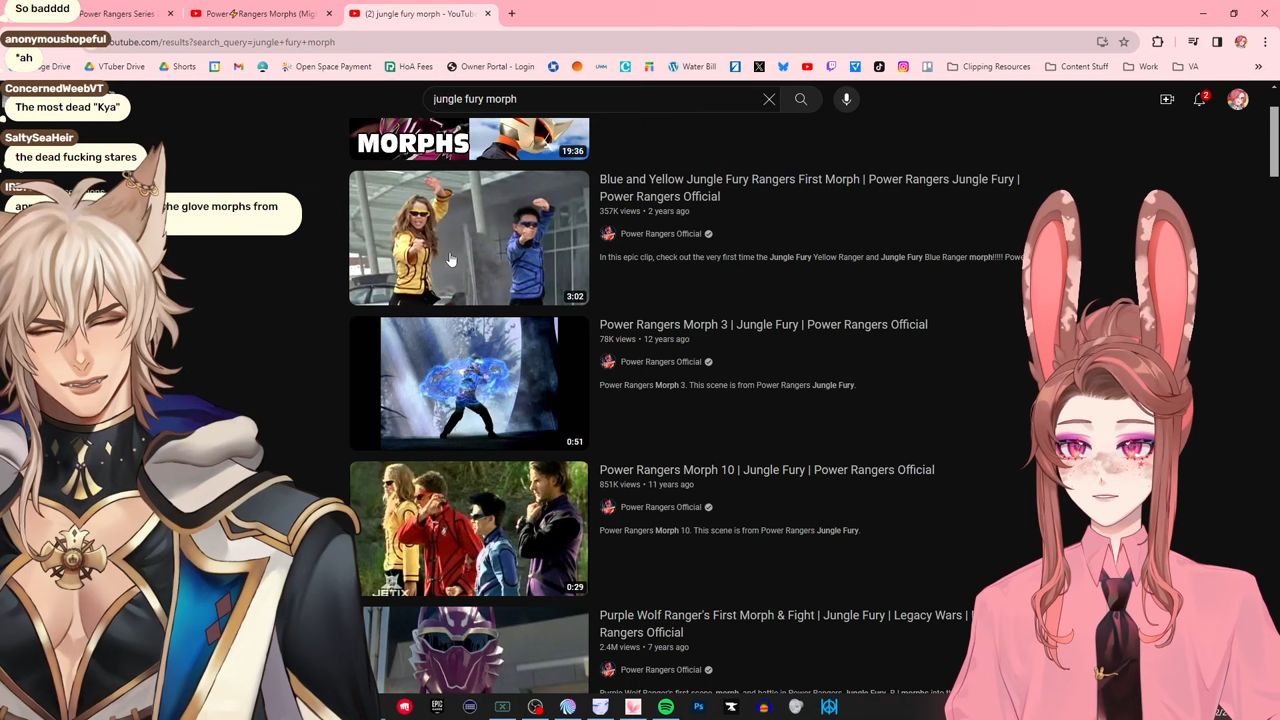 So badddd
Power Rangers Series
Power⚡Rangers Morphs (Mig
(2) jungle fury morph - YouTub
anonymoushopeful
*ah
outube.com/results?search_query=jungle+fury+morph
Drive
VTuber Drive
Shorts
Open Space Payment.
HoA Fees
Owner Portal - Login
Water Bill
Clipping Resources
Content Stuff
Work
VA
ConcernedWeebVT
The most dead "Kya"
jungle fury morph
2
SaltySeaHeir
the dead fucking stares
MORPHS
19:36
he glove morphs from
Blue and Yellow Jungle Fury Rangers First Morph | Power Rangers Jungle Fury |
Power Rangers Official
357K views • 2 years ago
Power Rangers Official
In this epic clip, check out the very first time the Jungle Fury Yellow Ranger and Jungle Fury Blue Ranger morph!!!!! Powe
3:02
Power Rangers Morph 3 | Jungle Fury | Power Rangers Official
78K views • 12 years ago
Power Rangers Official
Power Rangers Morph 3. This scene is from Power Rangers Jungle Fury.
0:51
Power Rangers Morph 10 | Jungle Fury | Power Rangers Official
851K views • 11 years ago
Power Rangers Official
Power Rangers Morph 10. This scene is from Power Rangers Jungle Fury.
JETIX
0:29
Purple Wolf Ranger's First Morph & Fight | Jungle Fury | Legacy Wars |
Rangers Official
2.4M views • 7 years ago
Power Rangers Official
EPIC
Ps